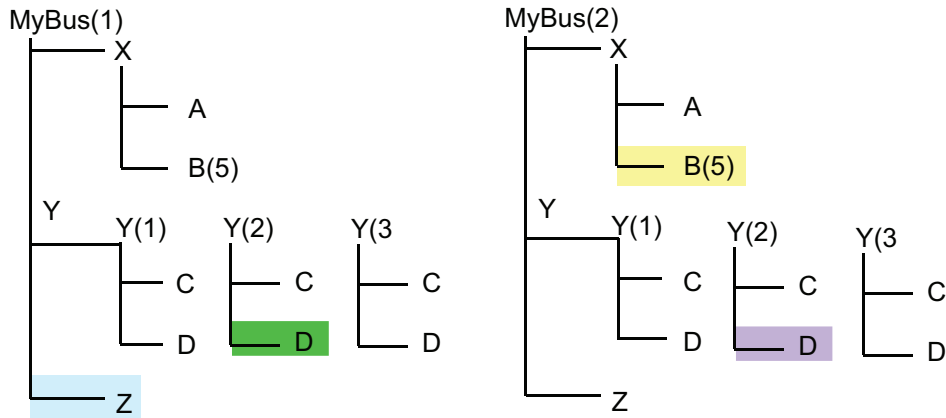 MyBus(1)
X
A
B(5)
Y
Y(1)
Y(2)
Y(3
C
C
C
D
D
D
Z
MyBus(2)
X
A
B(5)
Y
Y(1)
Y(2)
Y(3
C
C
C
D
D
D
Z